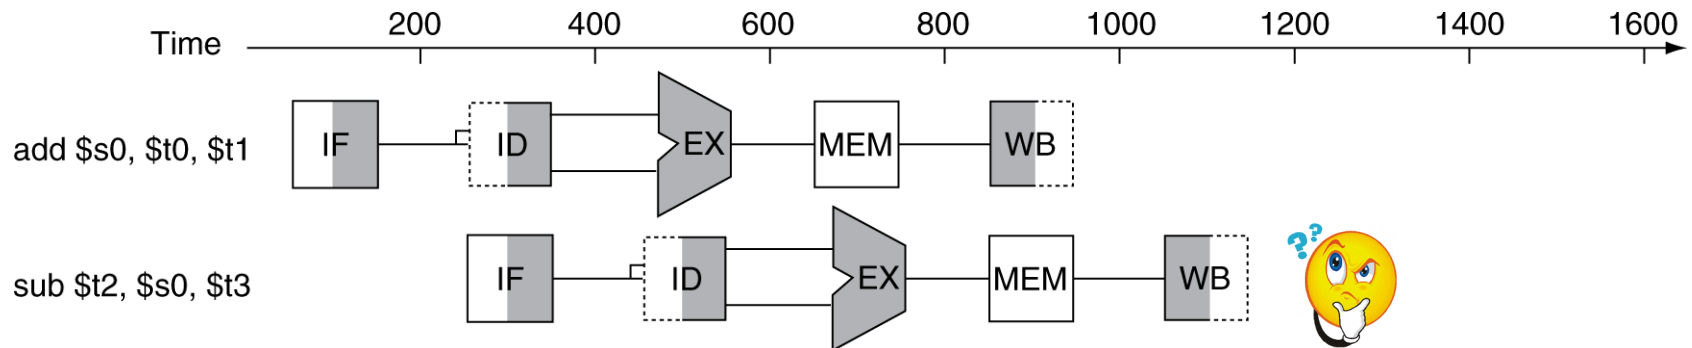 200 400 600 800 1000 1200 1400 1600
Time
add $s0, $t0, $t1 IF ID EX MEM WB
sub $t2, $s0, $t3 IF ID EX MEM WB ??